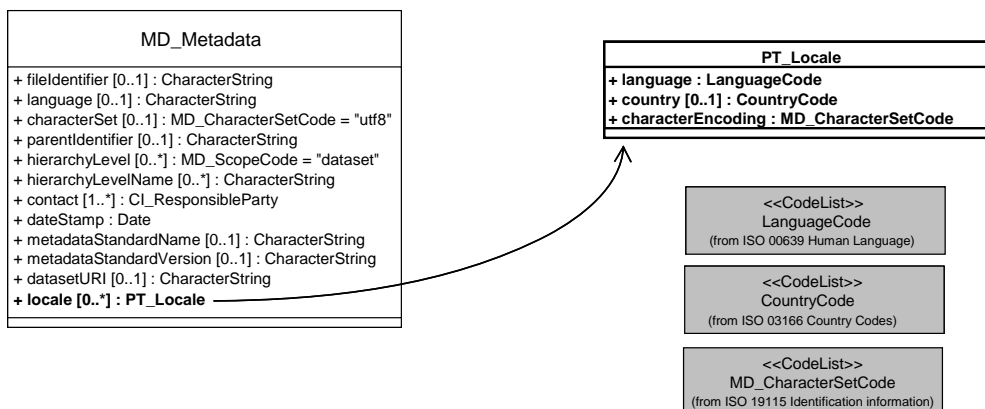 MD_Metadata
+ fileIdentifier [0..1] : CharacterString
+ language [0..1] : CharacterString
+ characterSet [0..1] : MD_CharacterSetCode = "utf8"
+ parentIdentifier [0..1] : CharacterString
+ hierarchyLevel [0..*] : MD_ScopeCode = "dataset"
+ hierarchyLevelName [0..*] : CharacterString
+ contact [1..*] : CI_ResponsibleParty
+ dateStamp : Date
+ metadataStandardName [0..1] : CharacterString
+ metadataStandardVersion [0..1] : CharacterString
+ datasetURI [0..1] : CharacterString
+ locale [0..*] : PT_Locale
PT_Locale
+ language : LanguageCode
+ country [0..1] : CountryCode
+ characterEncoding : MD_CharacterSetCode
<<CodeList>>
LanguageCode
(from ISO 00639 Human Language)
<<CodeList>>
CountryCode
(from ISO 03166 Country Codes)
<<CodeList>>
MD_CharacterSetCode
(from ISO 19115 Identification information)